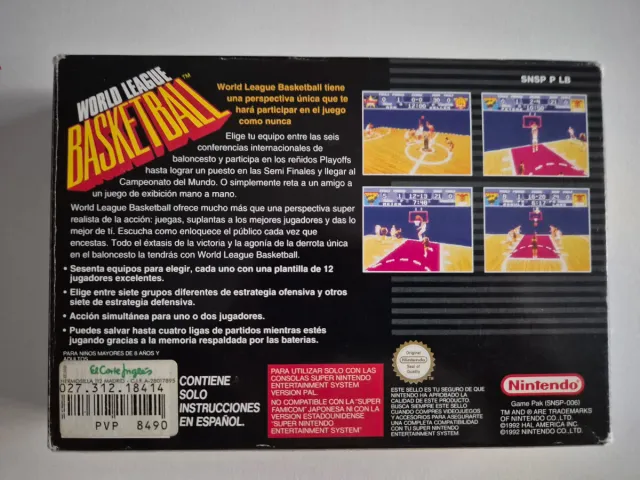 WORLD LEAGUE
BASKETBALL™
World League Basketball tiene
una perspectiva única que te
hará participar en el juego
como nunca
Elige tu equipo entre las seis
conferencias internacionales de
baloncesto y participa en los reñidos Playoffs
hasta lograr un puesto en las Semi Finales y llegar al
Campeonato del Mundo. O simplemente reta a un amigo a
un juego de exhibición mano a mano.
World League Basketball ofrece mucho más que una perspectiva super
realista de la acción: juegas, suplantas a los mejores jugadores y das lo
mejor de tí. Escucha como enloquece el público cada vez que
encestas. Todo el éxtasis de la victoria y la agonía de la derrota única
en el baloncesto la tendrás con World League Basketball.
• Sesenta equipos para elegir, cada uno con una plantilla de 12
jugadores excelentes.
• Elige entre siete grupos diferentes de estrategia ofensiva y otros
siete de estrategia defensiva.
• Acción simultánea para uno o dos jugadores.
• Puedes salvar hasta cuatro ligas de partidos mientras estés
jugando gracias a la memoria respaldada por las baterias.
PARA NIÑOS MAYORES DE 8 AÑOS Y
ADULTOS
El Corte Inglés
027.312.18414
PVP 8490
CONTIENE
SOLO
INSTRUCCIONES
EN ESPAÑOL.
PARA UTILIZAR SOLO CON LAS
CONSOLAS SUPER NINTENDO
ENTERTAINMENT SYSTEM
VERSION PAL.
NO COMPATIBLE CON LA "SUPER
FAMICOM" JAPONESA NI CON LA
VERSION ESTADOUNIDENSE
"SUPER NINTENDO
ENTERTAINMENT SYSTEM"
SNSP P LB
Original
Nintendo
Seal of
Quality
ESTE SELLO ES TU SEGURO DE QUE
NINTENDO HA APROBADO LA
CALIDAD DE ESTE PRODUCTO.
BUSCA SIEMPRE ESTE SELLO
CUANDO COMPRES VIDEOJUEGOS
Y ACCESORIOS PARA ASEGURARTE
UNA COMPLETA COMPATIBILIDAD
CON TU SUPER NINTENDO
ENTERTAINMENT SYSTEM.
Nintendo
Game Pak (SNSP-006)
TM AND ® ARE TRADEMARKS
OF NINTENDO CO.,LTD.
©1992 HAL AMERICA INC.
©1992 NINTENDO CO.,LTD.